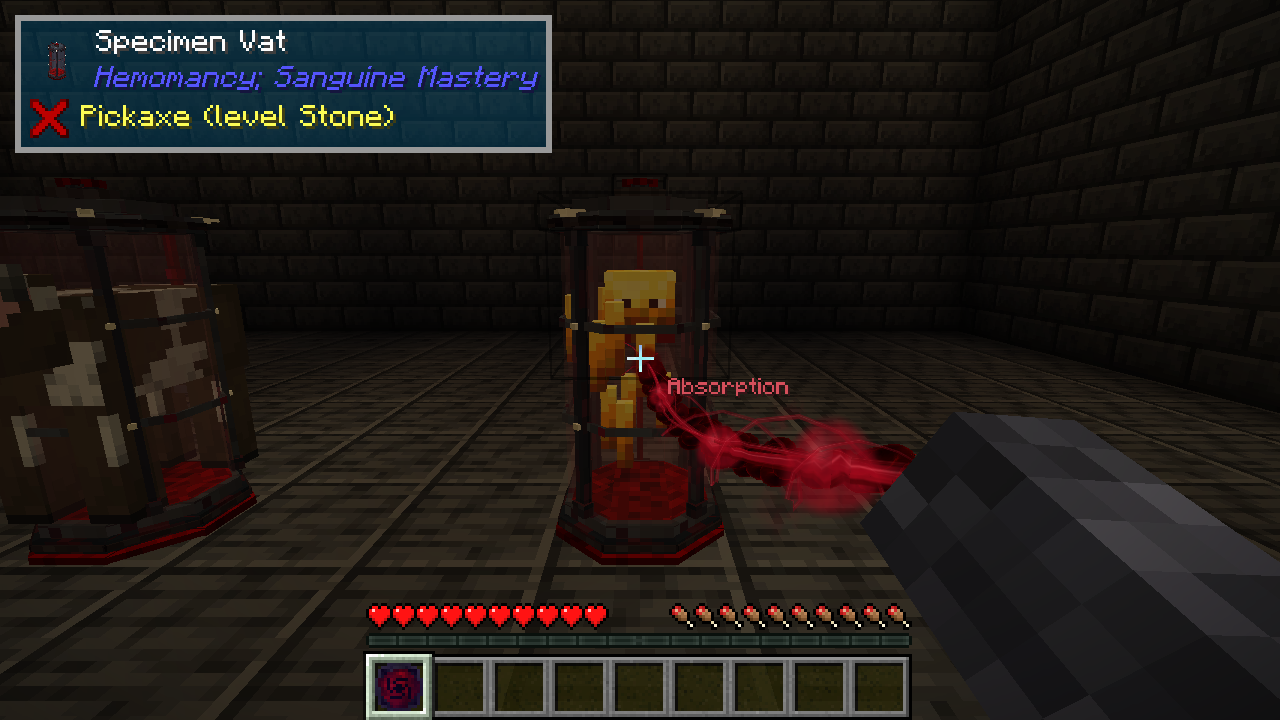 Specimen Vat
Hemomancy; Sanguine Mastery
Pickaxe (level Stone)
Absorption